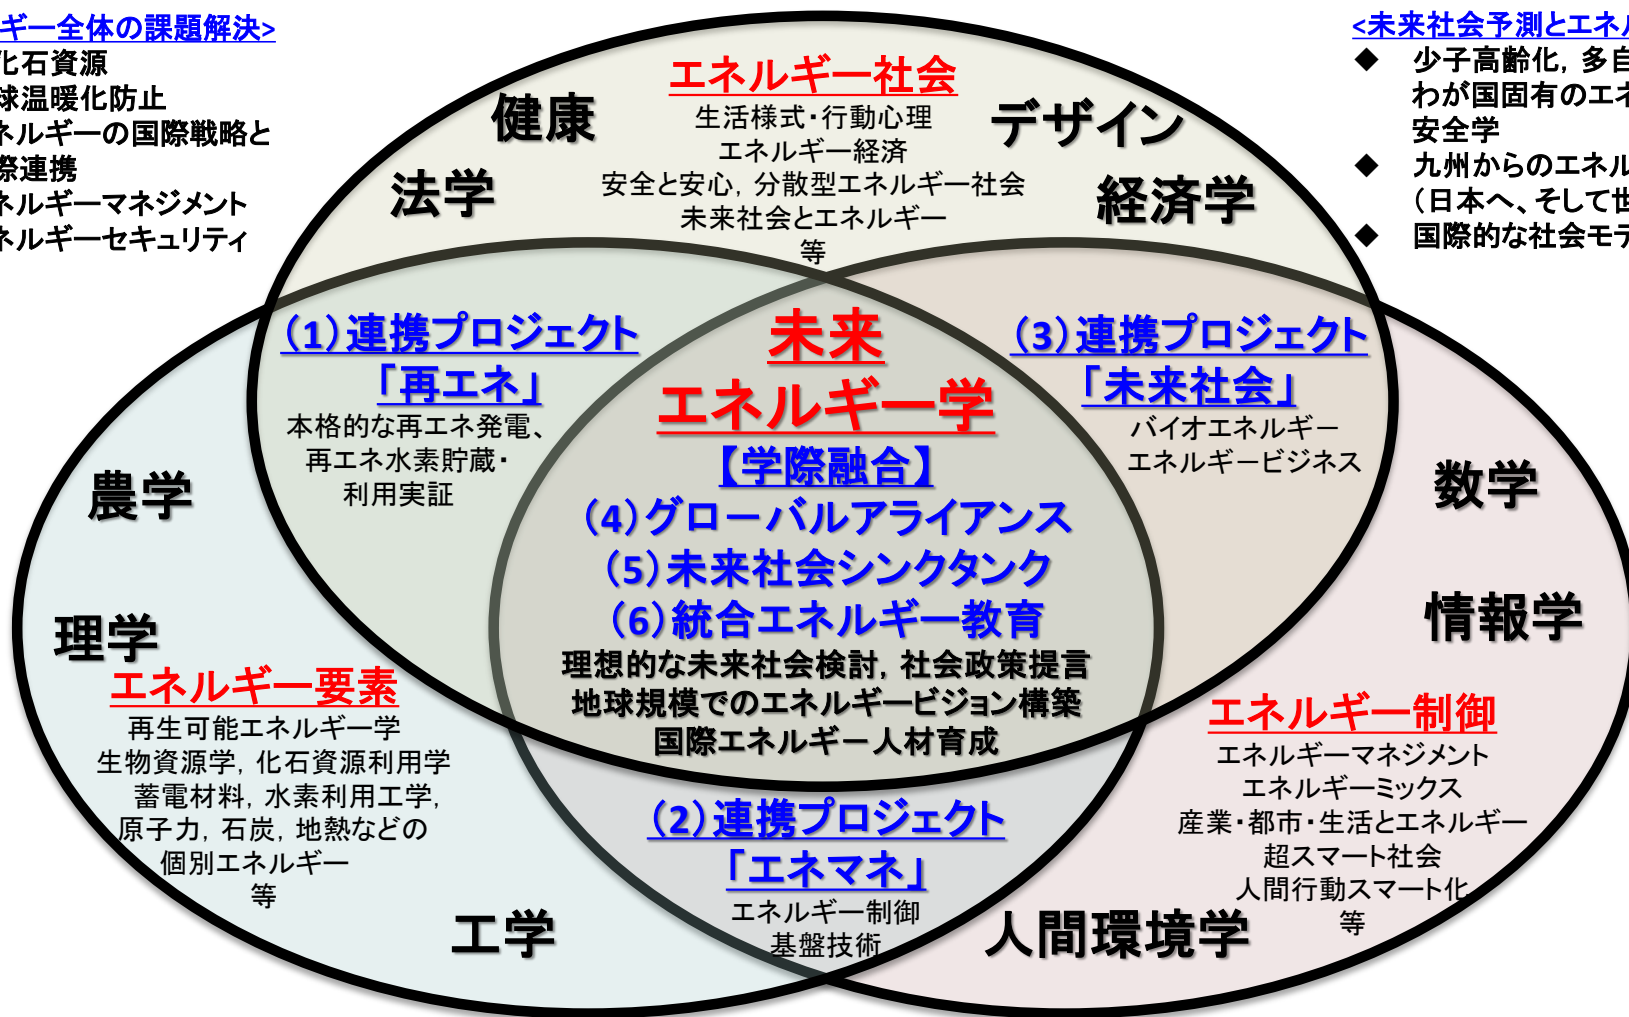 ギー全体の課題解決>
化石資源
球温暖化防止
ネルギーの国際戦略と
際連携
ネルギーマネジメント
ネルギーセキュリティ
<未来社会予測とエネル
◆ 少子高齢化, 多自
わが国固有のエネ
安全学
◆ 九州からのエネル
（日本へ、そして世
◆ 国際的な社会モデ
エネルギー社会
生活様式・行動心理
エネルギー経済
安全と安心, 分散型エネルギー社会
未来社会とエネルギー
等
健康
法学
デザイン
経済学
（1）連携プロジェクト
「再エネ」
本格的な再エネ発電、
再エネ水素貯蔵・
利用実証
未来
エネルギー学
【学際融合】
（4）グローバルアライアンス
（5）未来社会シンクタンク
（6）統合エネルギー教育
理想的な未来社会検討, 社会政策提言
地球規模でのエネルギービジョン構築
国際エネルギー人材育成
（3）連携プロジェクト
「未来社会」
バイオエネルギー
エネルギービジネス
農学
理学
エネルギー要素
再生可能エネルギー学
生物資源学, 化石資源利用学
蓄電材料, 水素利用工学,
原子力, 石炭, 地熱などの
個別エネルギー
等
工学
（2）連携プロジェクト
「エネマネ」
エネルギー制御
基盤技術
数学
情報学
エネルギー制御
エネルギーマネジメント
エネルギーミックス
産業・都市・生活とエネルギー
超スマート社会
人間行動スマート化
等
人間環境学